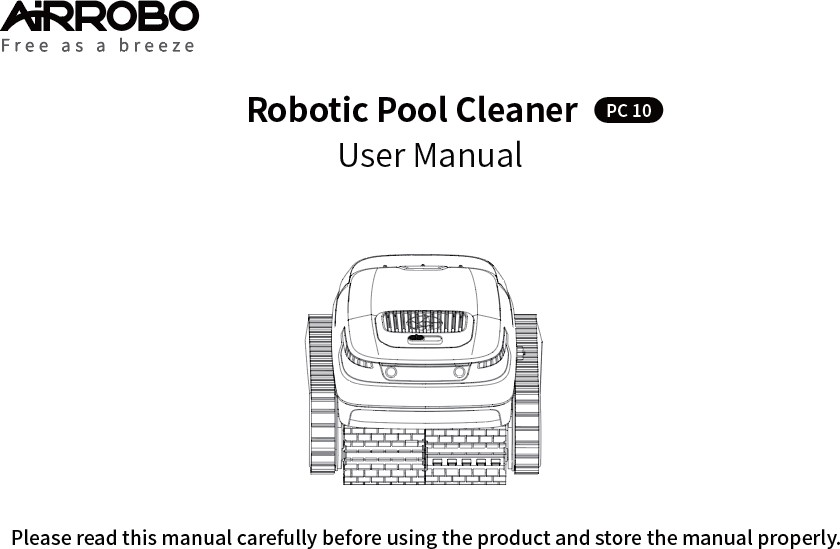 AiRROBO
Free as a breeze
Robotic Pool Cleaner PC 10
User Manual
Please read this manual carefully before using the product and store the manual properly.